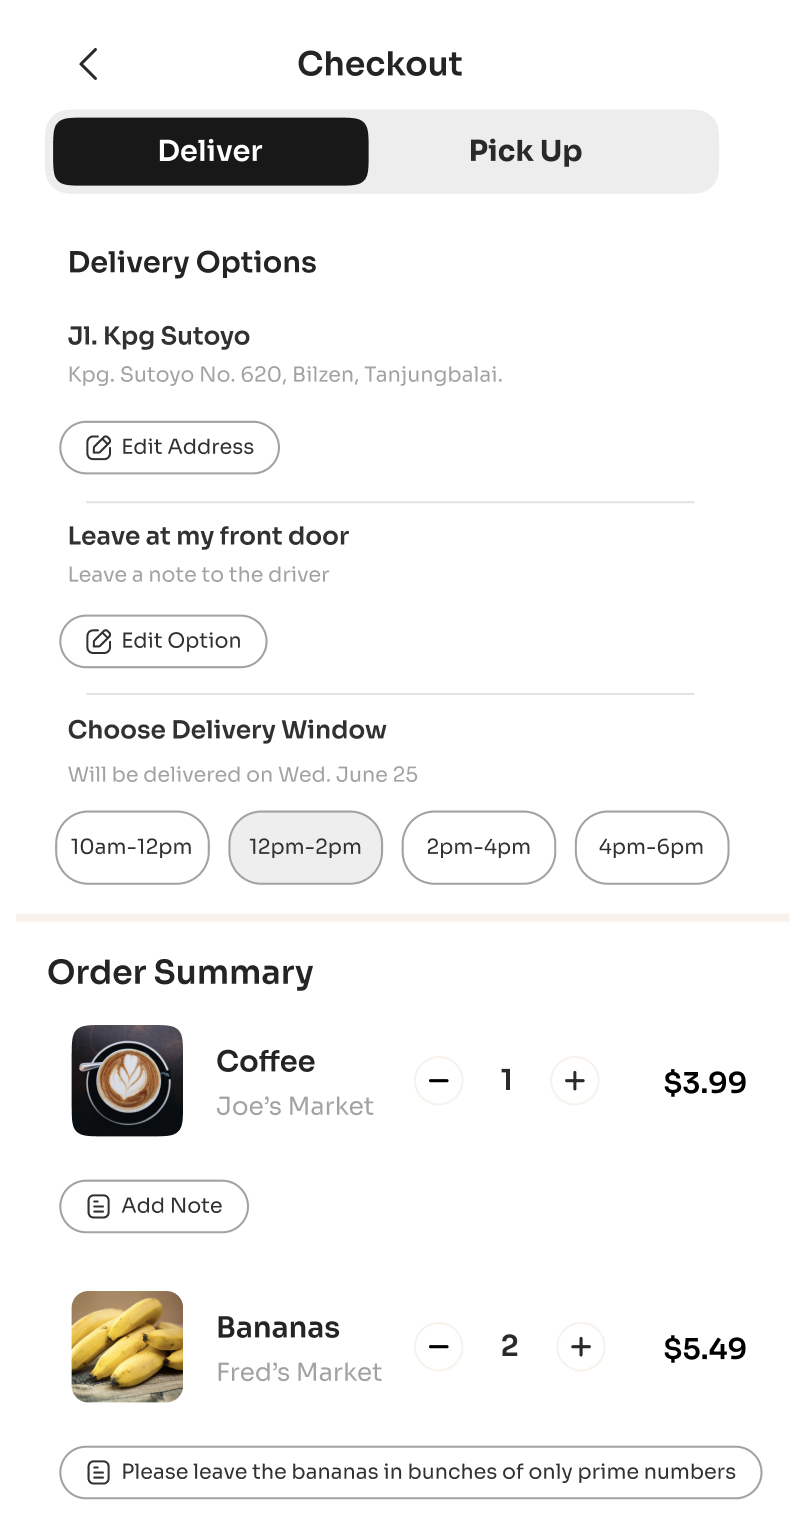 Checkout
Deliver
Pick Up
Delivery Options
Jl. Kpg Sutoyo
Kpg. Sutoyo No. 620, Bilzen, Tanjungbalai.
Edit Address
Leave at my front door
Leave a note to the driver
Edit Option
Choose Delivery Window
Will be delivered on Wed. June 25
10am-12pm
12pm-2pm
2pm-4pm
4pm-6pm
Order Summary
Coffee
Joe’s Market
1
$3.99
Add Note
Bananas
Fred’s Market
2
$5.49
Please leave the bananas in bunches of only prime numbers